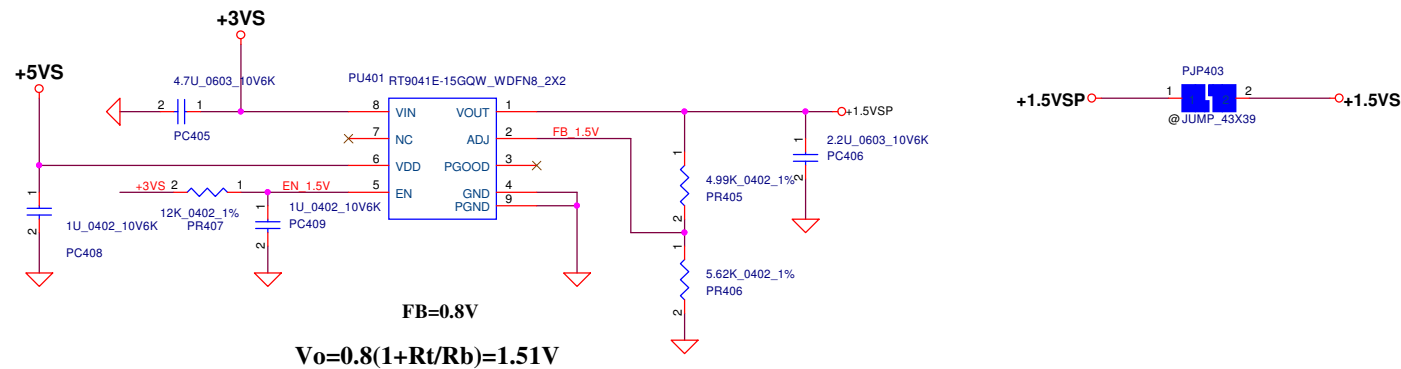 +3VS
+5VS
4.7U_0603_10V6K
2
1
PC405
PU401
RT9041E-15GQW_WDFN8_2X2
8
VIN
VOUT
1
7
NC
ADJ
2
FB_1.5V
6
VDD
PGOOD
3
5
EN
GND
4
PGND
9
+1.5VSP
2.2U_0603_10V6K
PC406
1
2
1
4.99K_0402_1%
PR405
2
1
5.62K_0402_1%
PR406
2
+3VS
2
1
EN_1.5V
12K_0402_1%
PR407
1
1U_0402_10V6K
PC409
2
1
1U_0402_10V6K
2
PC408
FB=0.8V
Vo=0.8(1+Rt/Rb)=1.51V
PJP403
+1.5VSP
1
1
2
2
+1.5VS
@
JUMP_43X39